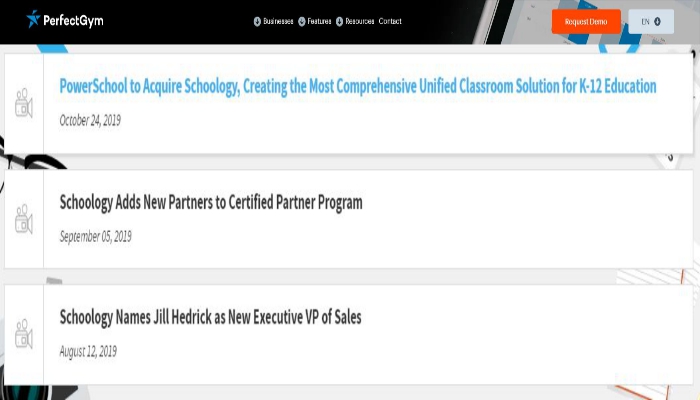 PerfectGym
Businesses Features Resources Contact
Request Demo
EN
PowerSchool to Acquire Schoology, Creating the Most Comprehensive Unified Classroom Solution for K-12 Education
October 24, 2019
Schoology Adds New Partners to Certified Partner Program
September 05, 2019
Schoology Names Jill Hedrick as New Executive VP of Sales
August 12, 2019